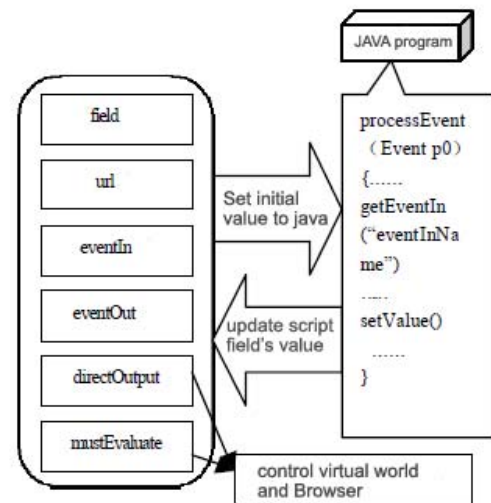 JAVA program
field
url
eventIn
eventOut
directOutput
mustEvaluate
Set initial
value to java
update script
field's value
processEvent
（Event p0）
{......
getEventIn
(“eventInNa
me”)
......
setValue()
......
}
control virtual world
and Browser